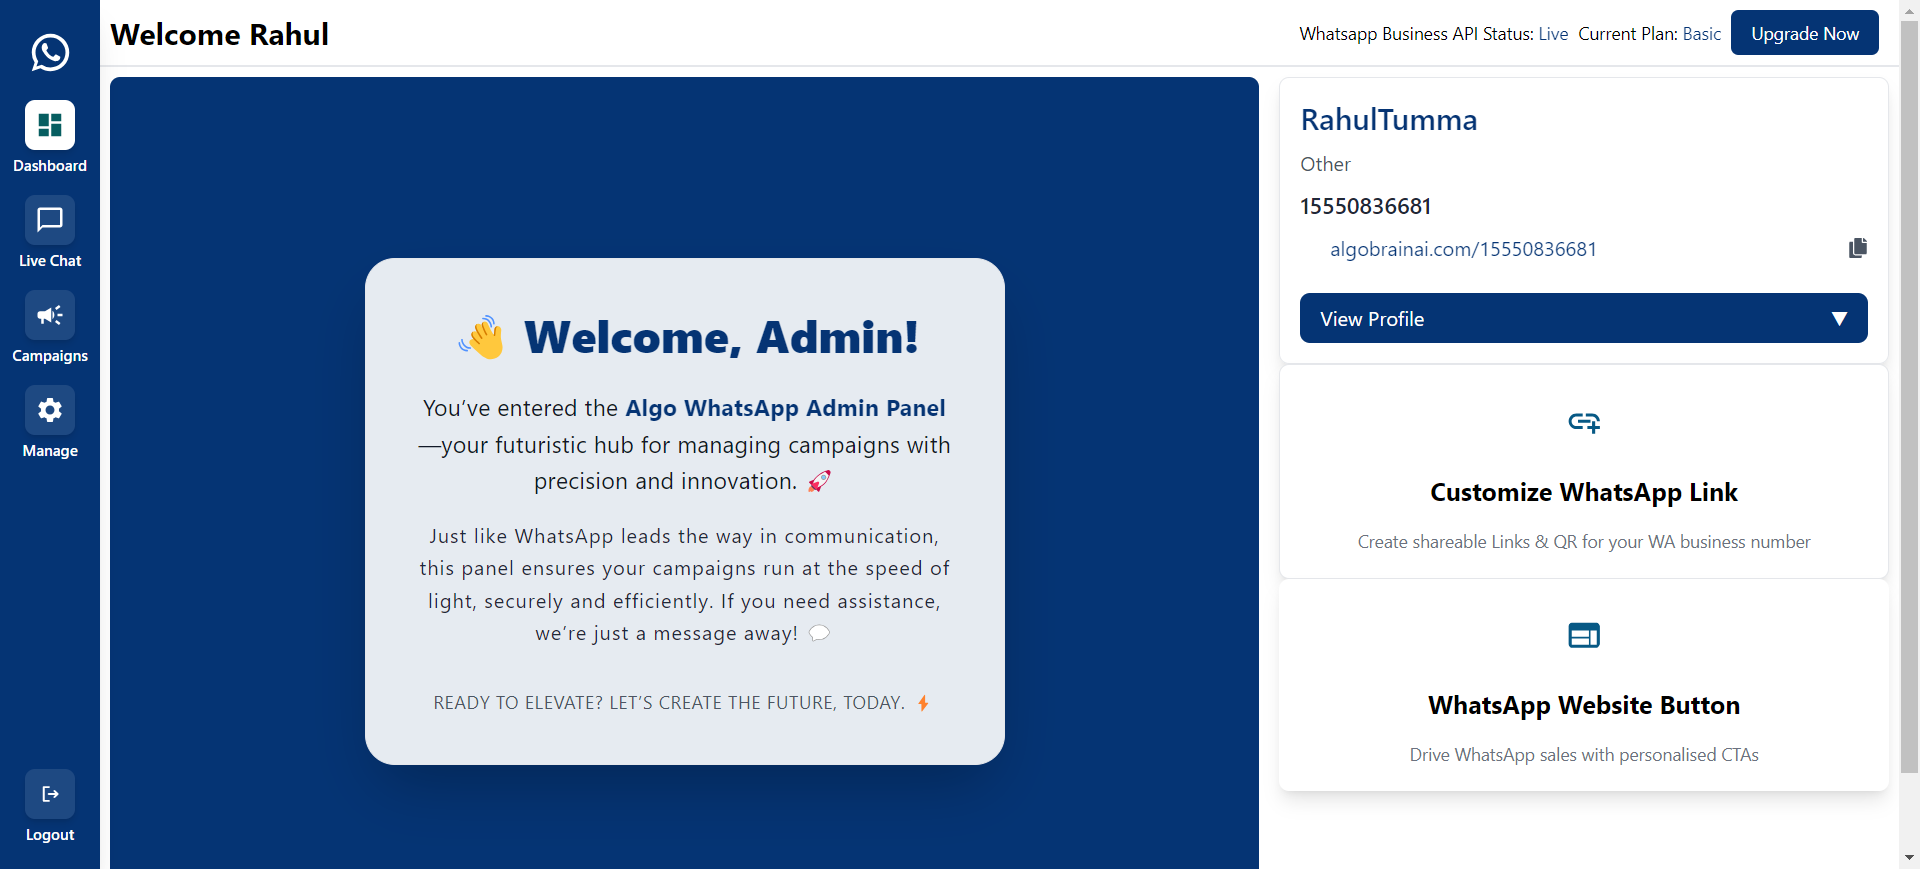 Welcome Rahul
Whatsapp Business API Status: Live Current Plan: Basic Upgrade Now
Dashboard
Live Chat
Campaigns
Manage
Logout
👋 Welcome, Admin!
You’ve entered the Algo WhatsApp Admin Panel
—your futuristic hub for managing campaigns with
precision and innovation. 🚀
Just like WhatsApp leads the way in communication,
this panel ensures your campaigns run at the speed of
light, securely and efficiently. If you need assistance,
we’re just a message away! 💬
READY TO ELEVATE? LET’S CREATE THE FUTURE, TODAY. ⚡
RahulTumma
Other
15550836681
algobrainai.com/15550836681
View Profile ▼
Customize WhatsApp Link
Create shareable Links & QR for your WA business number
WhatsApp Website Button
Drive WhatsApp sales with personalised CTAs